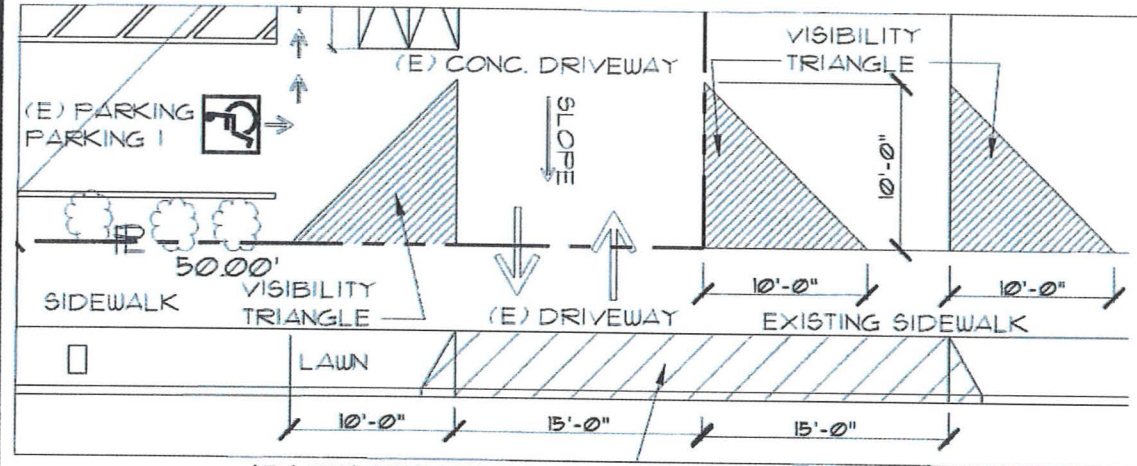 VISIBILITY
TRIANGLE
(E) CONC. DRIVEWAY
(E) PARKING
PARKING 1
SLOPE
10'-0"
50.00'
10'-0"
10'-0"
SIDEWALK
VISIBILITY
TRIANGLE
(E) DRIVEWAY
EXISTING SIDEWALK
LAWN
10'-0"
15'-0"
15'-0"